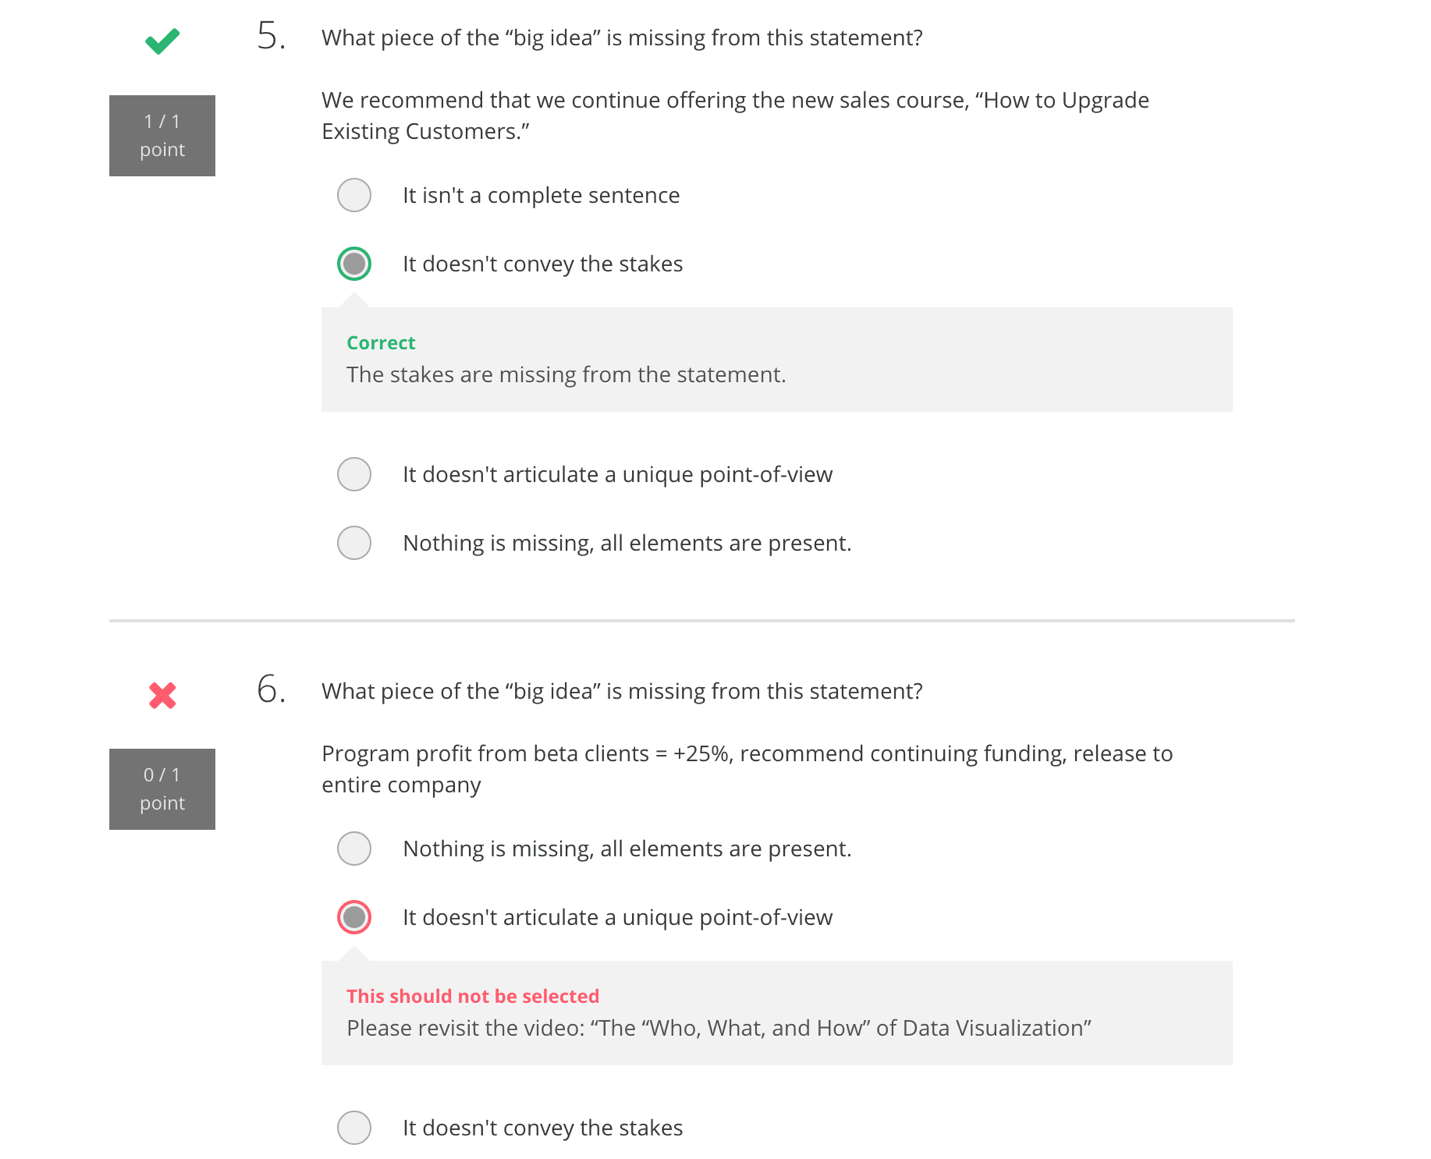 5.
What piece of the “big idea” is missing from this statement?
1 / 1
point
We recommend that we continue offering the new sales course, “How to Upgrade
Existing Customers.”
It isn't a complete sentence
It doesn't convey the stakes
Correct
The stakes are missing from the statement.
It doesn't articulate a unique point-of-view
Nothing is missing, all elements are present.
6.
What piece of the “big idea” is missing from this statement?
0 / 1
point
Program profit from beta clients = +25%, recommend continuing funding, release to
entire company
Nothing is missing, all elements are present.
It doesn't articulate a unique point-of-view
This should not be selected
Please revisit the video: “The “Who, What, and How” of Data Visualization”
It doesn't convey the stakes